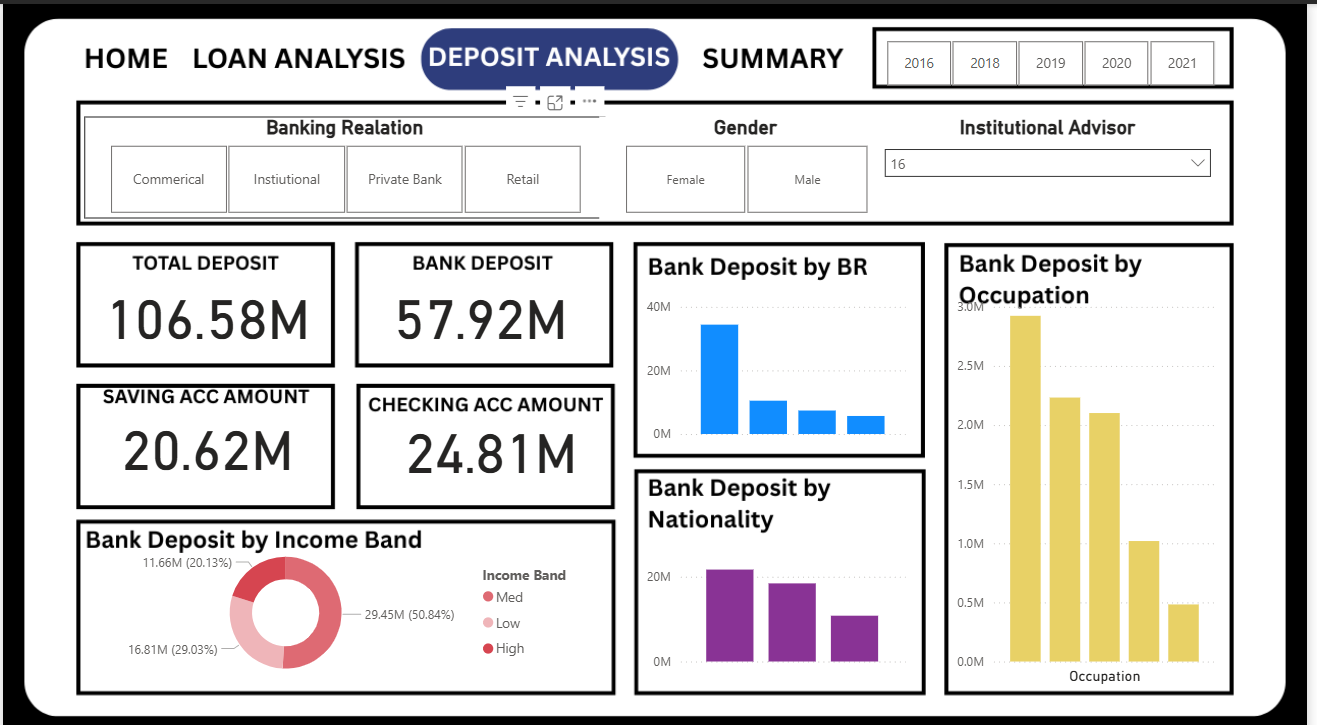 HOME LOAN ANALYSIS DEPOSIT ANALYSIS SUMMARY
2016 2018 2019 2020 2021
Banking Realation
Commerical Instiutional Private Bank Retail
Gender
Female Male
Institutional Advisor
16
TOTAL DEPOSIT
106.58M
BANK DEPOSIT
57.92M
SAVING ACC AMOUNT
20.62M
CHECKING ACC AMOUNT
24.81M
Bank Deposit by Income Band
11.66M (20.13%)
29.45M (50.84%)
16.81M (29.03%)
Income Band
Med
Low
High
Bank Deposit by BR
40M
20M
0M
Bank Deposit by
Nationality
20M
0M
Bank Deposit by
Occupation
3.0M
2.5M
2.0M
1.5M
1.0M
0.5M
0.0M
Occupation